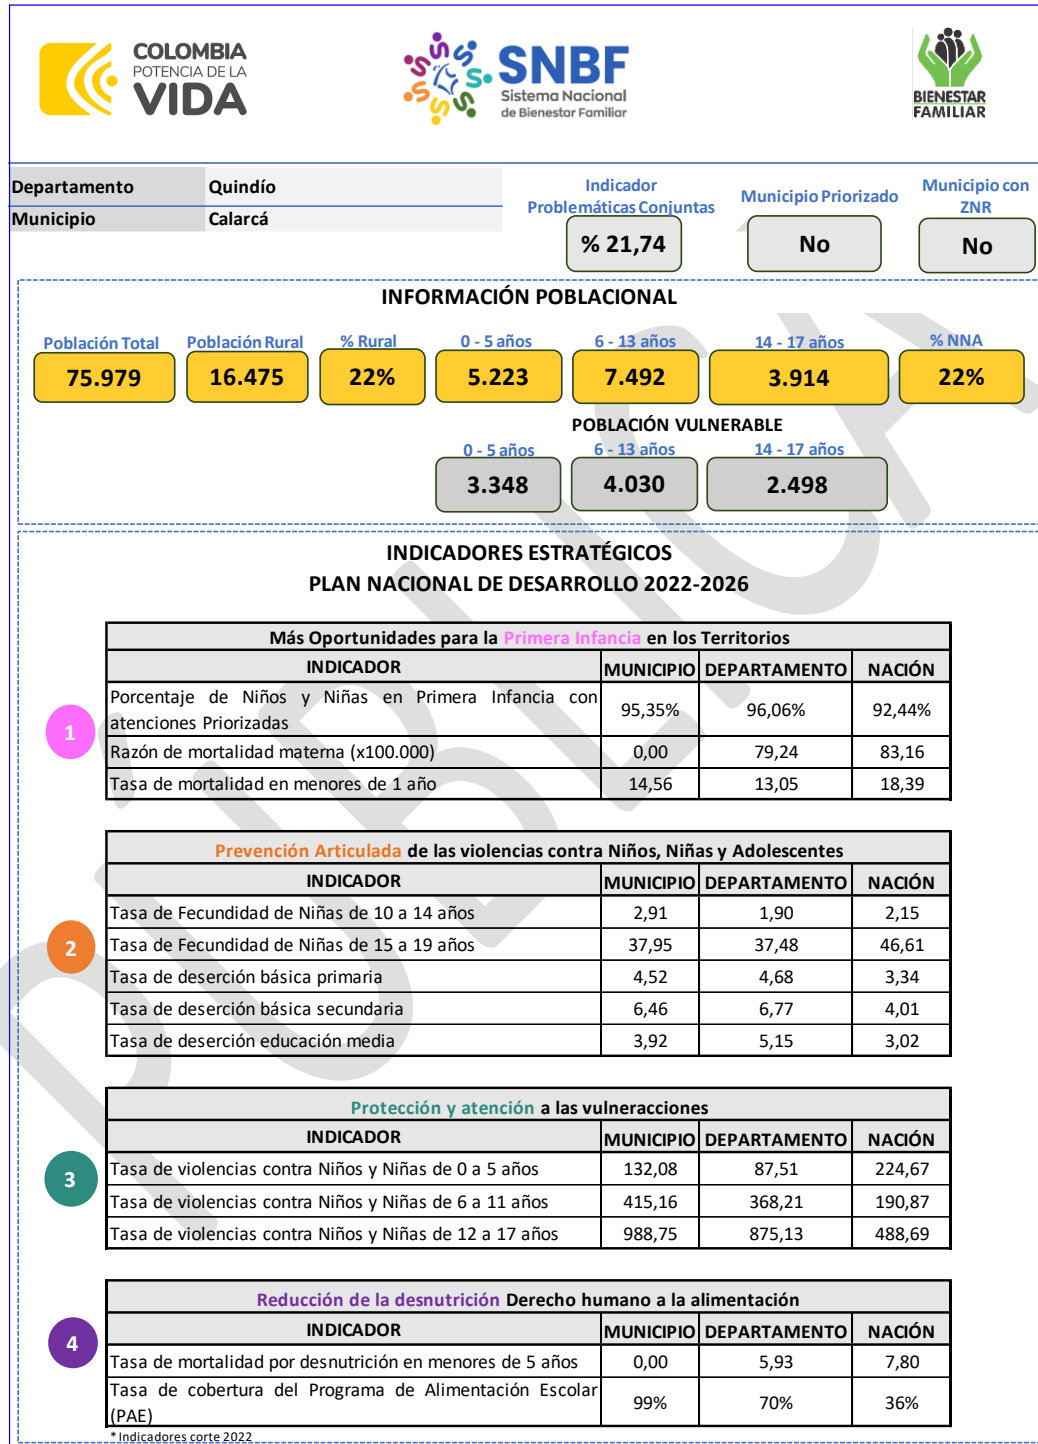 COLOMBIA
POTENCIA DE LA
VIDA
SNBF
Sistema Nacional
de Bienestar Familiar
BIENESTAR
FAMILIAR
Departamento Quindío
Municipio Calarcá
Indicador
Problemáticas Conjuntas
% 21,74
Municipio Priorizado
No
Municipio con
ZNR
No
INFORMACIÓN POBLACIONAL
Población Total Población Rural % Rural 0 - 5 años 6 - 13 años 14 - 17 años % NNA
75.979 16.475 22% 5.223 7.492 3.914 22%
POBLACIÓN VULNERABLE
0 - 5 años 6 - 13 años 14 - 17 años
3.348 4.030 2.498
INDICADORES ESTRATÉGICOS
PLAN NACIONAL DE DESARROLLO 2022-2026
1
Más Oportunidades para la Primera Infancia en los Territorios
INDICADOR MUNICIPIO DEPARTAMENTO NACIÓN
Porcentaje de Niños y Niñas en Primera Infancia con
atenciones Priorizadas 95,35% 96,06% 92,44%
Razón de mortalidad materna (x100.000) 0,00 79,24 83,16
Tasa de mortalidad en menores de 1 año 14,56 13,05 18,39
2
Prevención Articulada de las violencias contra Niños, Niñas y Adolescentes
INDICADOR MUNICIPIO DEPARTAMENTO NACIÓN
Tasa de Fecundidad de Niñas de 10 a 14 años 2,91 1,90 2,15
Tasa de Fecundidad de Niñas de 15 a 19 años 37,95 37,48 46,61
Tasa de deserción básica primaria 4,52 4,68 3,34
Tasa de deserción básica secundaria 6,46 6,77 4,01
Tasa de deserción educación media 3,92 5,15 3,02
3
Protección y atención a las vulneracciones
INDICADOR MUNICIPIO DEPARTAMENTO NACIÓN
Tasa de violencias contra Niños y Niñas de 0 a 5 años 132,08 87,51 224,67
Tasa de violencias contra Niños y Niñas de 6 a 11 años 415,16 368,21 190,87
Tasa de violencias contra Niños y Niñas de 12 a 17 años 988,75 875,13 488,69
4
Reducción de la desnutrición Derecho humano a la alimentación
INDICADOR MUNICIPIO DEPARTAMENTO NACIÓN
Tasa de mortalidad por desnutrición en menores de 5 años 0,00 5,93 7,80
Tasa de cobertura del Programa de Alimentación Escolar
(PAE) 99% 70% 36%
* Indicadores corte 2022
PÚBLICA